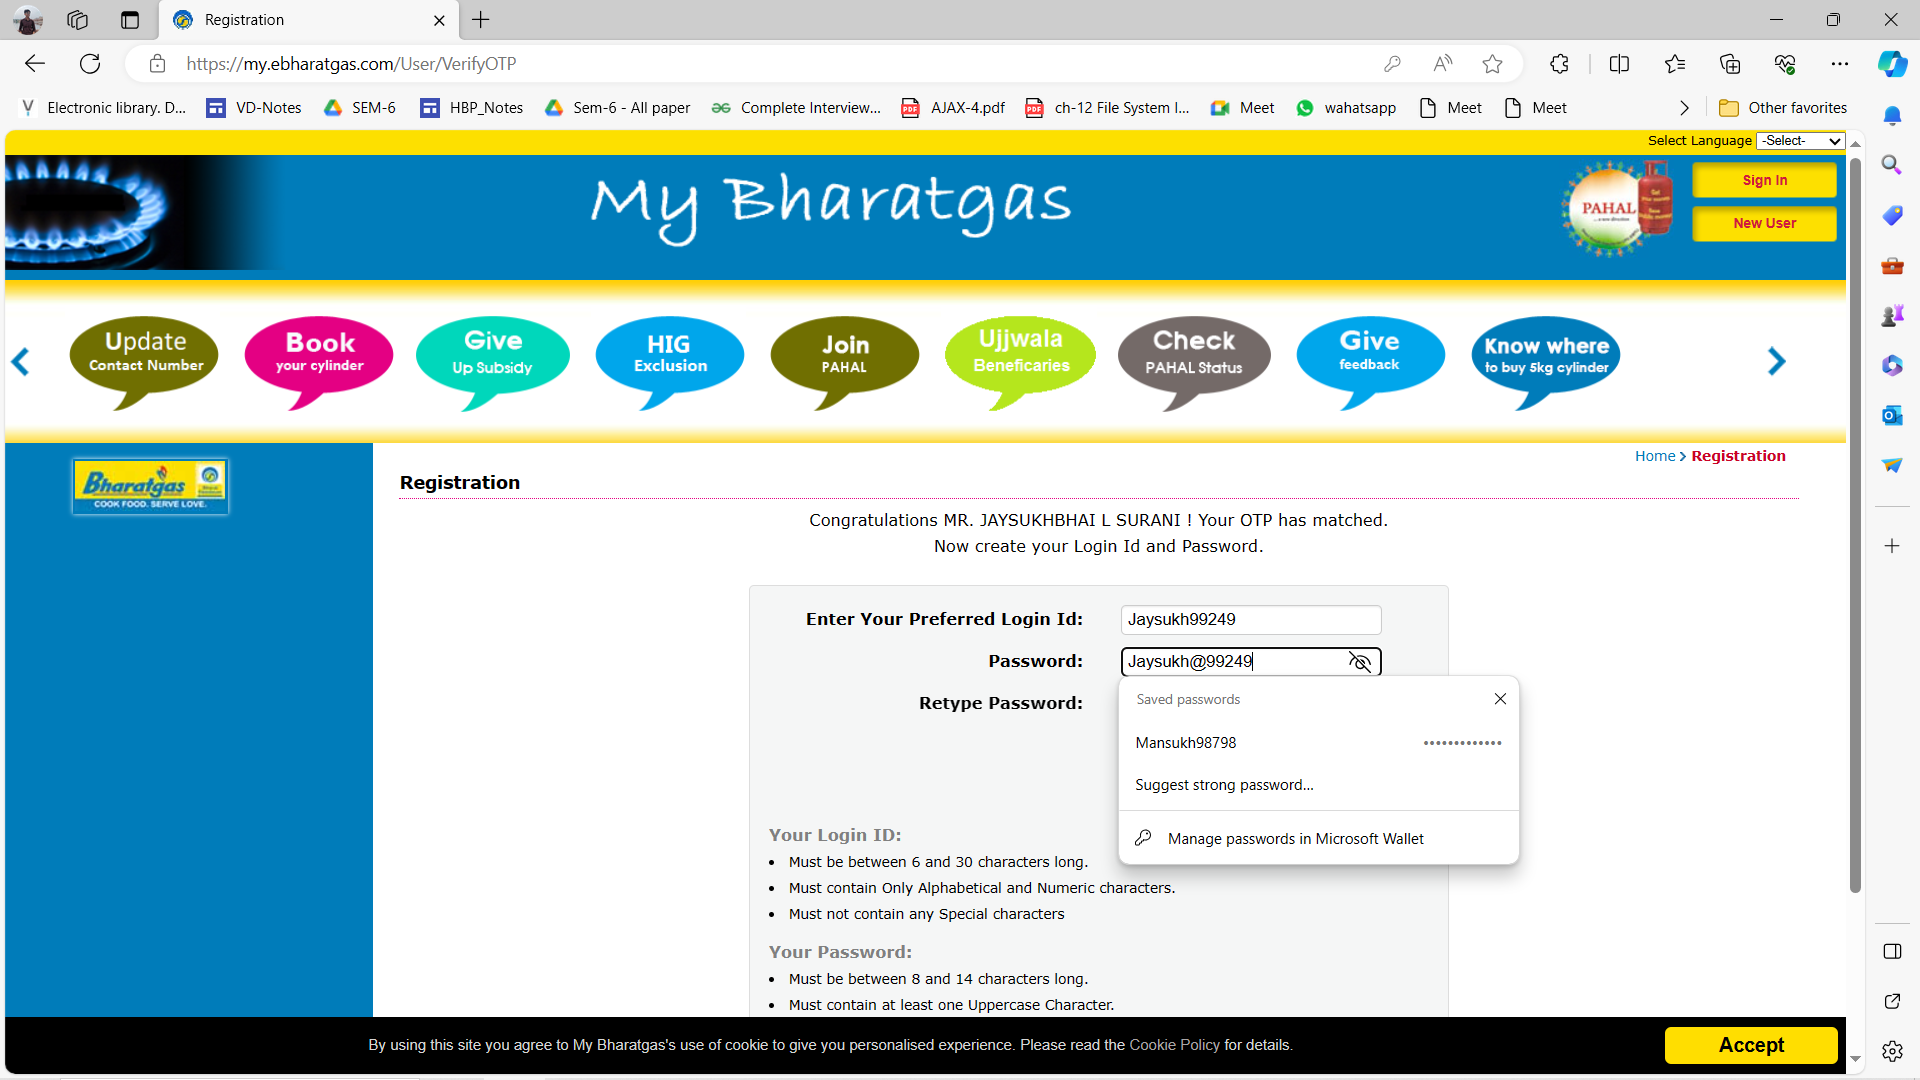 Registration
https://my.ebharatgas.com/User/VerifyOTP
Electronic library. D...
VD-Notes
SEM-6
HBP_Notes
Sem-6 - All paper
Complete Interview...
AJAX-4.pdf
ch-12 File System I...
Meet
wahatsapp
Meet
Meet
Other favorites
Select Language -Select-
My Bharatgas
PAHAL
Sign In
New User
Update
Contact Number
Book
your cylinder
Give
Up Subsidy
HIG
Exclusion
Join
PAHAL
Ujjwala
Beneficaries
Check
PAHAL Status
Give
feedback
Know where
to buy 5kg cylinder
Bharatgas
COOK FOOD. SERVE LOVE.
Home > Registration
Registration
Congratulations MR. JAYSUKHBHAI L SURANI ! Your OTP has matched.
Now create your Login Id and Password.
Enter Your Preferred Login Id: Jaysukh99249
Password: Jaysukh@99249
Retype Password:
Saved passwords
Mansukh98798 •••••••••••••
Suggest strong password...
Manage passwords in Microsoft Wallet
Your Login ID:
• Must be between 6 and 30 characters long.
• Must contain Only Alphabetical and Numeric characters.
• Must not contain any Special characters
Your Password:
• Must be between 8 and 14 characters long.
• Must contain at least one Uppercase Character.
By using this site you agree to My Bharatgas's use of cookie to give you personalised experience. Please read the Cookie Policy for details.
Accept